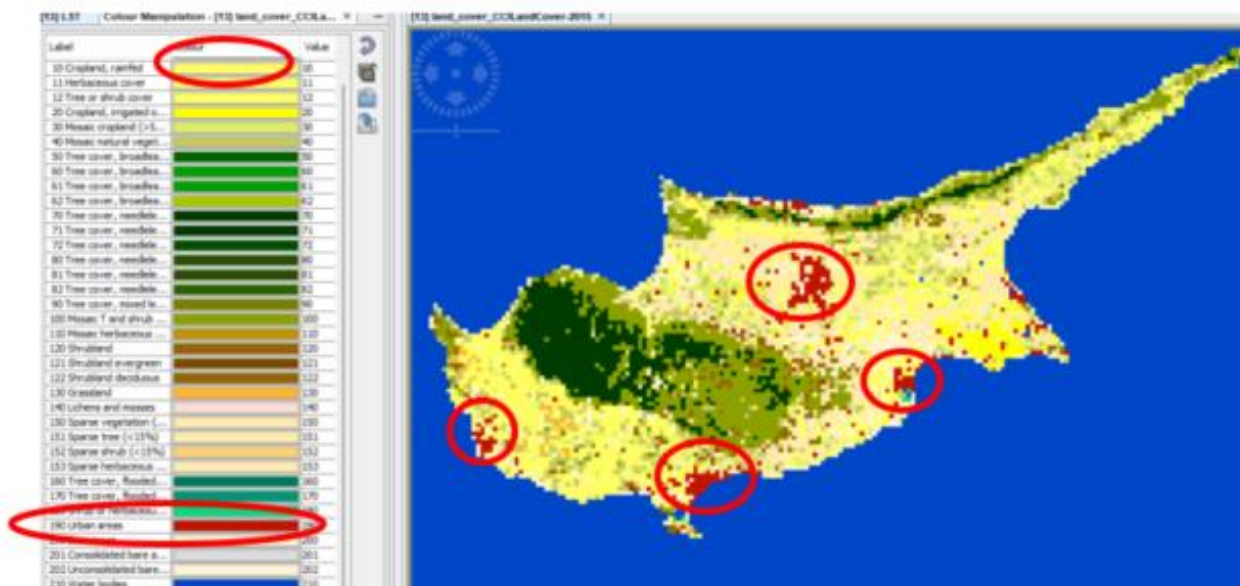 [13] LST Colour Manipulation - [13] land_cover_CCILa... ×
[13] land_cover_CCILandCover-2015 ×
Label Value
10 Cropland, rainfed 10
11 Herbaceous cover 11
12 Tree or shrub cover 12
20 Cropland, irrigated o... 20
30 Mosaic cropland (>5... 30
40 Mosaic natural veget... 40
50 Tree cover, broadlea... 50
60 Tree cover, broadlea... 60
61 Tree cover, broadlea... 61
62 Tree cover, broadlea... 62
70 Tree cover, needlele... 70
71 Tree cover, needlele... 71
72 Tree cover, needlele... 72
80 Tree cover, needlele... 80
81 Tree cover, needlele... 81
82 Tree cover, needlele... 82
90 Tree cover, mixed le... 90
100 Mosaic T and shrub ... 100
110 Mosaic herbaceous ... 110
120 Shrubland 120
121 Shrubland evergreen 121
122 Shrubland deciduous 122
130 Grassland 130
140 Lichens and mosses 140
150 Sparse vegetation (... 150
151 Sparse tree (<15%) 151
152 Sparse shrub (<15%) 152
153 Sparse herbaceous ... 153
160 Tree cover, flooded... 160
170 Tree cover, flooded... 170
shrub or herbaceou... 180
190 Urban areas
200
201 Consolidated bare a... 201
202 Unconsolidated bare... 202
210 Water bodies 210